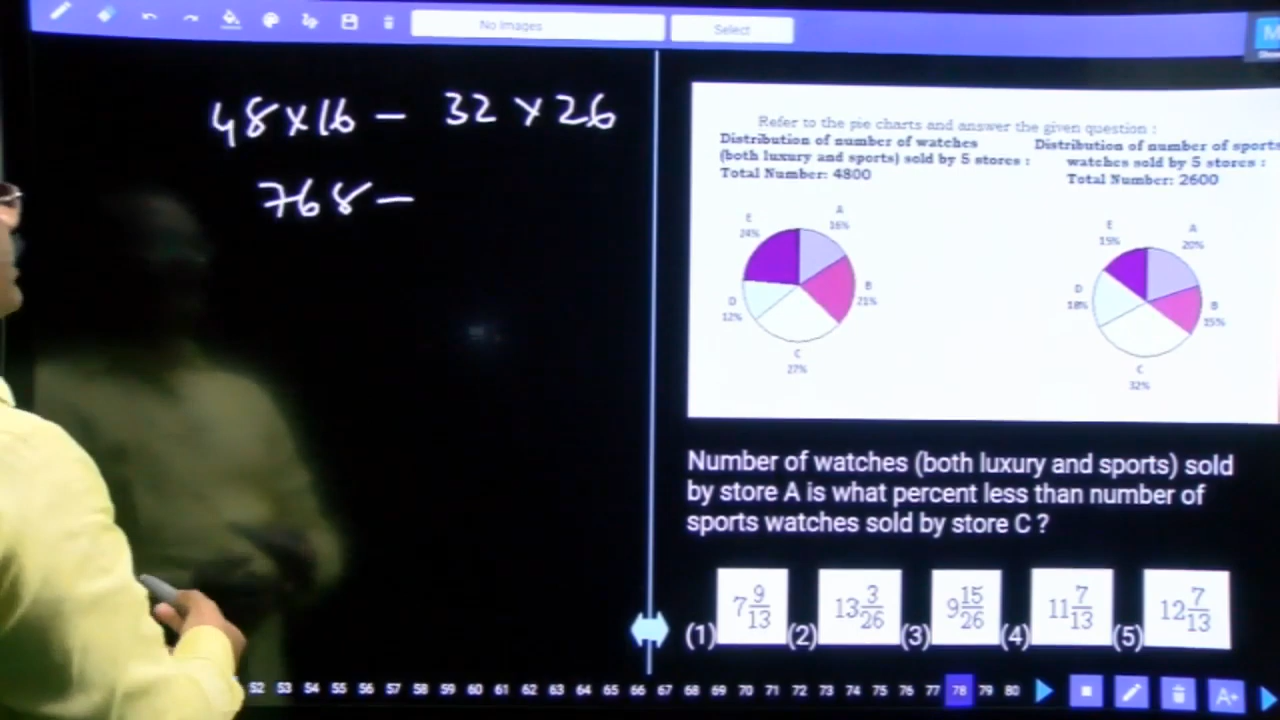 No Images
Select
M
48×16 – 32×26
768 –
Refer to the pie charts and answer the given question :
Distribution of number of watches
(both luxury and sports) sold by 5 stores :
Total Number: 4800
Distribution of number of sports
watches sold by 5 stores :
Total Number: 2600
E
24%
A
16%
B
21%
D
12%
C
27%
E
15%
A
20%
B
15%
D
18%
C
32%
Number of watches (both luxury and sports) sold
by store A is what percent less than number of
sports watches sold by store C ?
(1) 7 9/13 (2) 13 3/26 (3) 9 15/26 (4) 11 7/13 (5) 12 7/13
52 53 54 55 56 57 58 59 60 61 62 63 64 65 66 67 68 69 70 71 72 73 74 75 76 77 78 79 80
A+